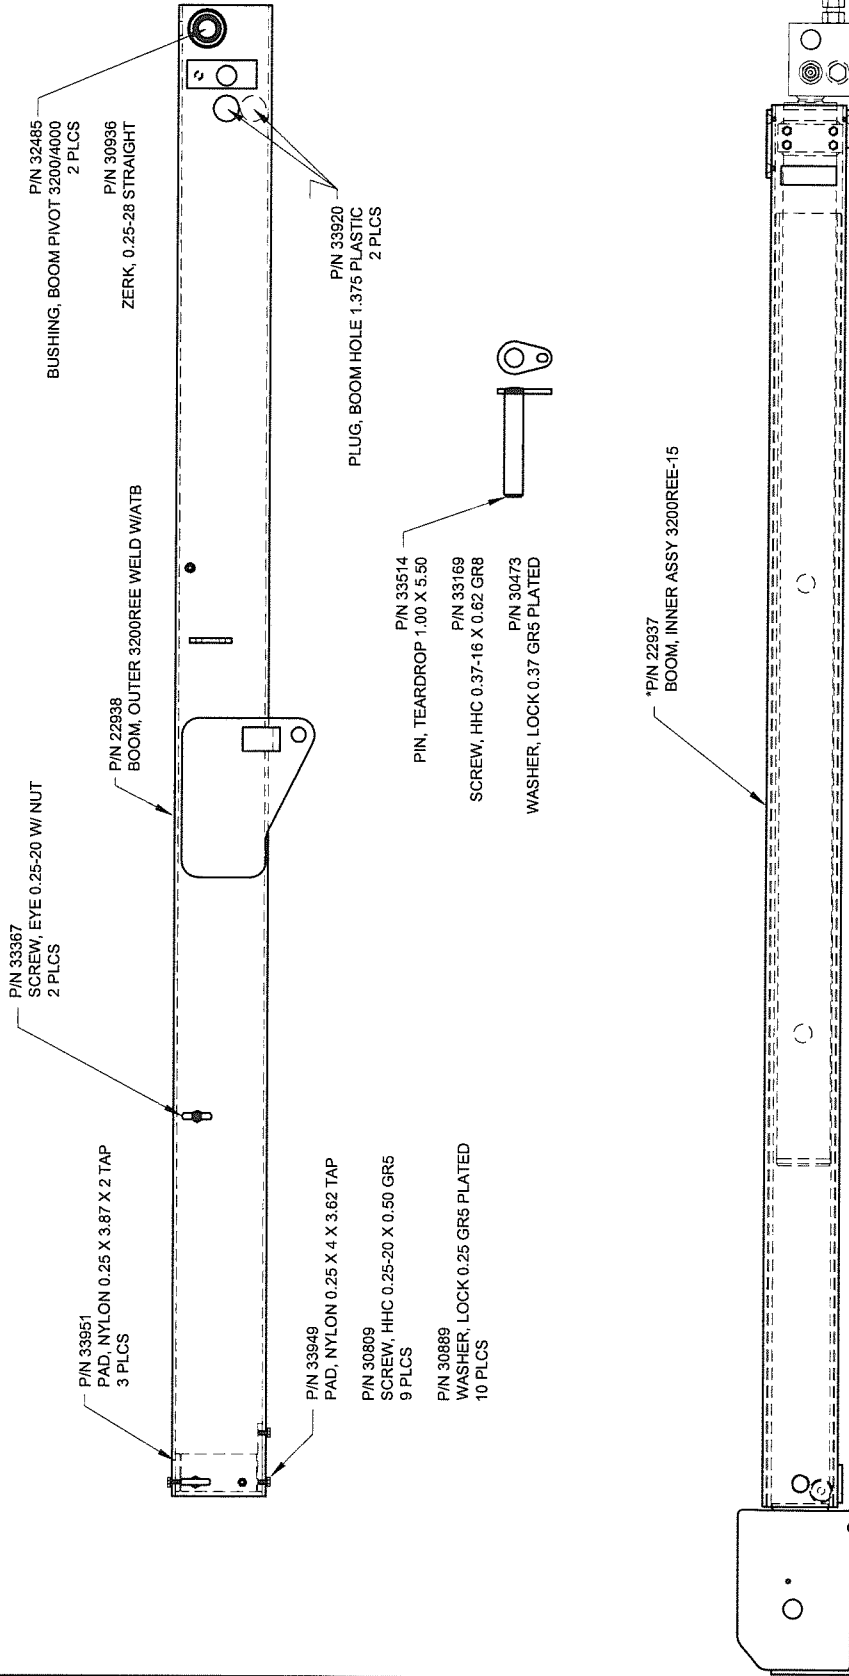 P/N 32485
BUSHING, BOOM PIVOT 3200/4000
2 PLCS
P/N 30936
ZERK, 0.25-28 STRAIGHT
P/N 33920
PLUG, BOOM HOLE 1.375 PLASTIC
2 PLCS
P/N 22938
BOOM, OUTER 3200REE WELD W/ATB
P/N 33514
PIN, TEARDROP 1.00 X 5.50
P/N 33169
SCREW, HHC 0.37-16 X 0.62 GR8
P/N 30473
WASHER, LOCK 0.37 GR5 PLATED
*P/N 22937
BOOM, INNER ASSY 3200REE-15
P/N 33367
SCREW, EYE 0.25-20 W/ NUT
2 PLCS
P/N 33951
PAD, NYLON 0.25 X 3.87 X 2 TAP
3 PLCS
P/N 33949
PAD, NYLON 0.25 X 4 X 3.62 TAP
P/N 30809
SCREW, HHC 0.25-20 X 0.50 GR5
9 PLCS
P/N 30889
WASHER, LOCK 0.25 GR5 PLATED
10 PLCS